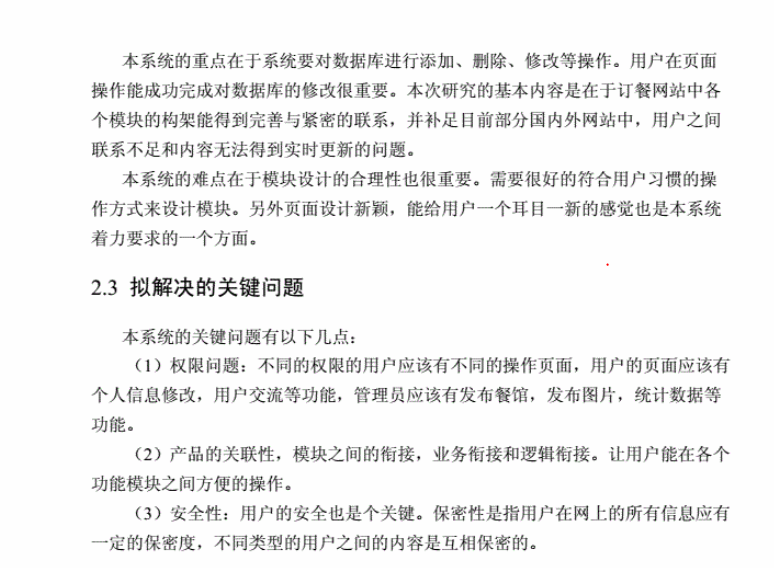 本系统的重点在于系统要对数据库进行添加、删除、修改等操作。用户在页面
操作能成功完成对数据库的修改很重要。本次研究的基本内容是在于订餐网站中各
个模块的构架能得到完善与紧密的联系，并补足目前部分国内外网站中，用户之间
联系不足和内容无法得到实时更新的问题。
本系统的难点在于模块设计的合理性也很重要。需要很好的符合用户习惯的操
作方式来设计模块。另外页面设计新颖，能给用户一个耳目一新的感觉也是本系统
着力要求的一个方面。
2.3 拟解决的关键问题
本系统的关键问题有以下几点：
（1）权限问题：不同的权限的用户应该有不同的操作页面，用户的页面应该有
个人信息修改，用户交流等功能，管理员应该有发布餐馆，发布图片，统计数据等
功能。
（2）产品的关联性，模块之间的衔接，业务衔接和逻辑衔接。让用户能在各个
功能模块之间方便的操作。
（3）安全性：用户的安全也是个关键。保密性是指用户在网上的所有信息应有
一定的保密度，不同类型的用户之间的内容是互相保密的。